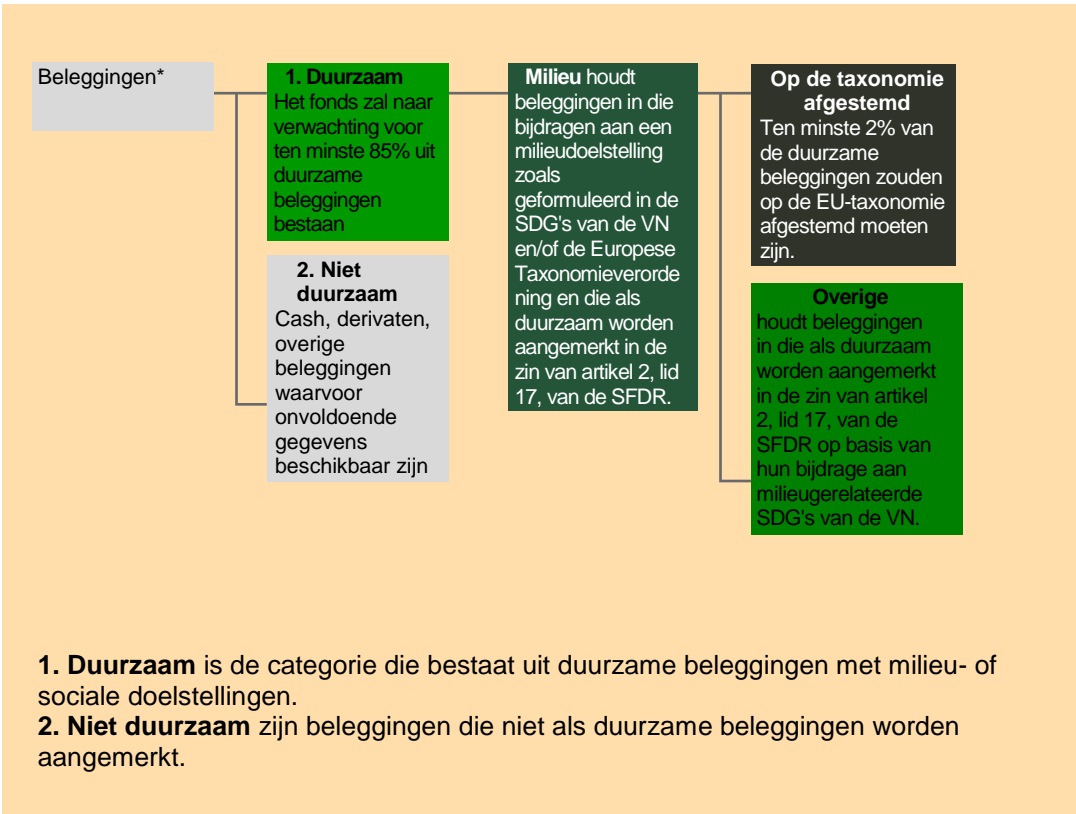 Beleggingen*
1. Duurzaam
Het fonds zal naar
verwachting voor
ten minste 85% uit
duurzame
beleggingen
bestaan
2. Niet
duurzaam
Cash, derivaten,
overige
beleggingen
waarvoor
onvoldoende
gegevens
beschikbaar zijn
Milieu houdt
beleggingen in die
bijdragen aan een
milieudoelstelling
zoals
geformuleerd in de
SDG's van de VN
en/of de Europese
Taxonomieverorde
ning en die als
duurzaam worden
aangemerkt in de
zin van artikel 2, lid
17, van de SFDR.
Op de taxonomie
afgestemd
Ten minste 2% van
de duurzame
beleggingen zouden
op de EU-taxonomie
afgestemd moeten
zijn.
Overige
houdt beleggingen
in die als duurzaam
worden aangemerkt
in de zin van artikel
2, lid 17, van de
SFDR op basis van
hun bijdrage aan
milieugerelateerde
SDG's van de VN.
1. Duurzaam is de categorie die bestaat uit duurzame beleggingen met milieu- of
sociale doelstellingen.
2. Niet duurzaam zijn beleggingen die niet als duurzame beleggingen worden
aangemerkt.